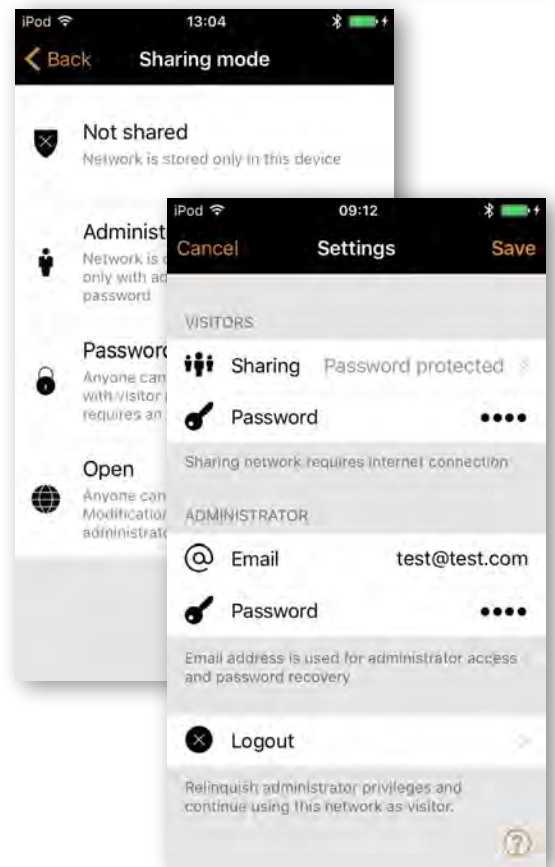 iPod 13:04
Back Sharing mode
Not shared
Network is stored only in this device
Administ
Network is
only with ad
password
Password
Anyone can
with visitor
requires an
Open
Anyone can
Modification
administrato
iPod 09:12
Cancel Settings Save
VISITORS
Sharing Password protected
Password ••••
Sharing network requires internet connection
ADMINISTRATOR
@ Email test@test.com
Password ••••
Email address is used for administrator access
and password recovery
Logout
Relinquish administrator privileges and
continue using this network as visitor.
?